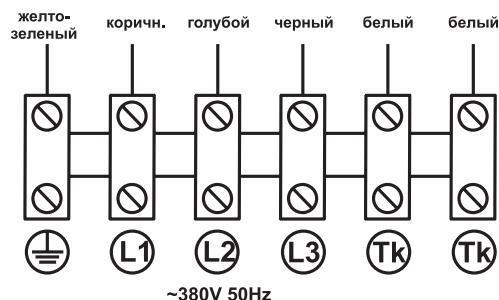 желто-
зеленый
коричн.
голубой
черный
белый
белый
L1
L2
L3
Tk
Tk
~380V 50Hz